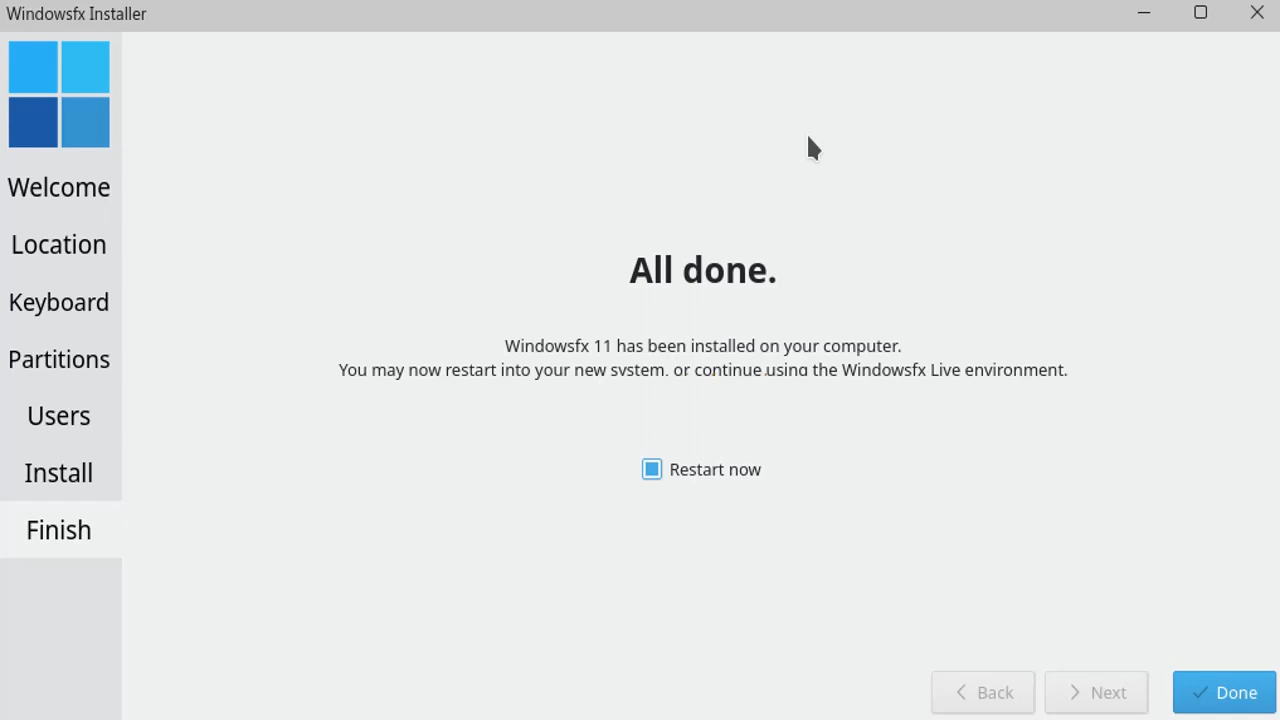 Windowsfx Installer
Welcome
Location
Keyboard
Partitions
Users
Install
Finish
All done.
Windowsfx 11 has been installed on your computer.
You may now restart into your new system, or continue using the Windowsfx Live environment.
Restart now
Back
Next
Done